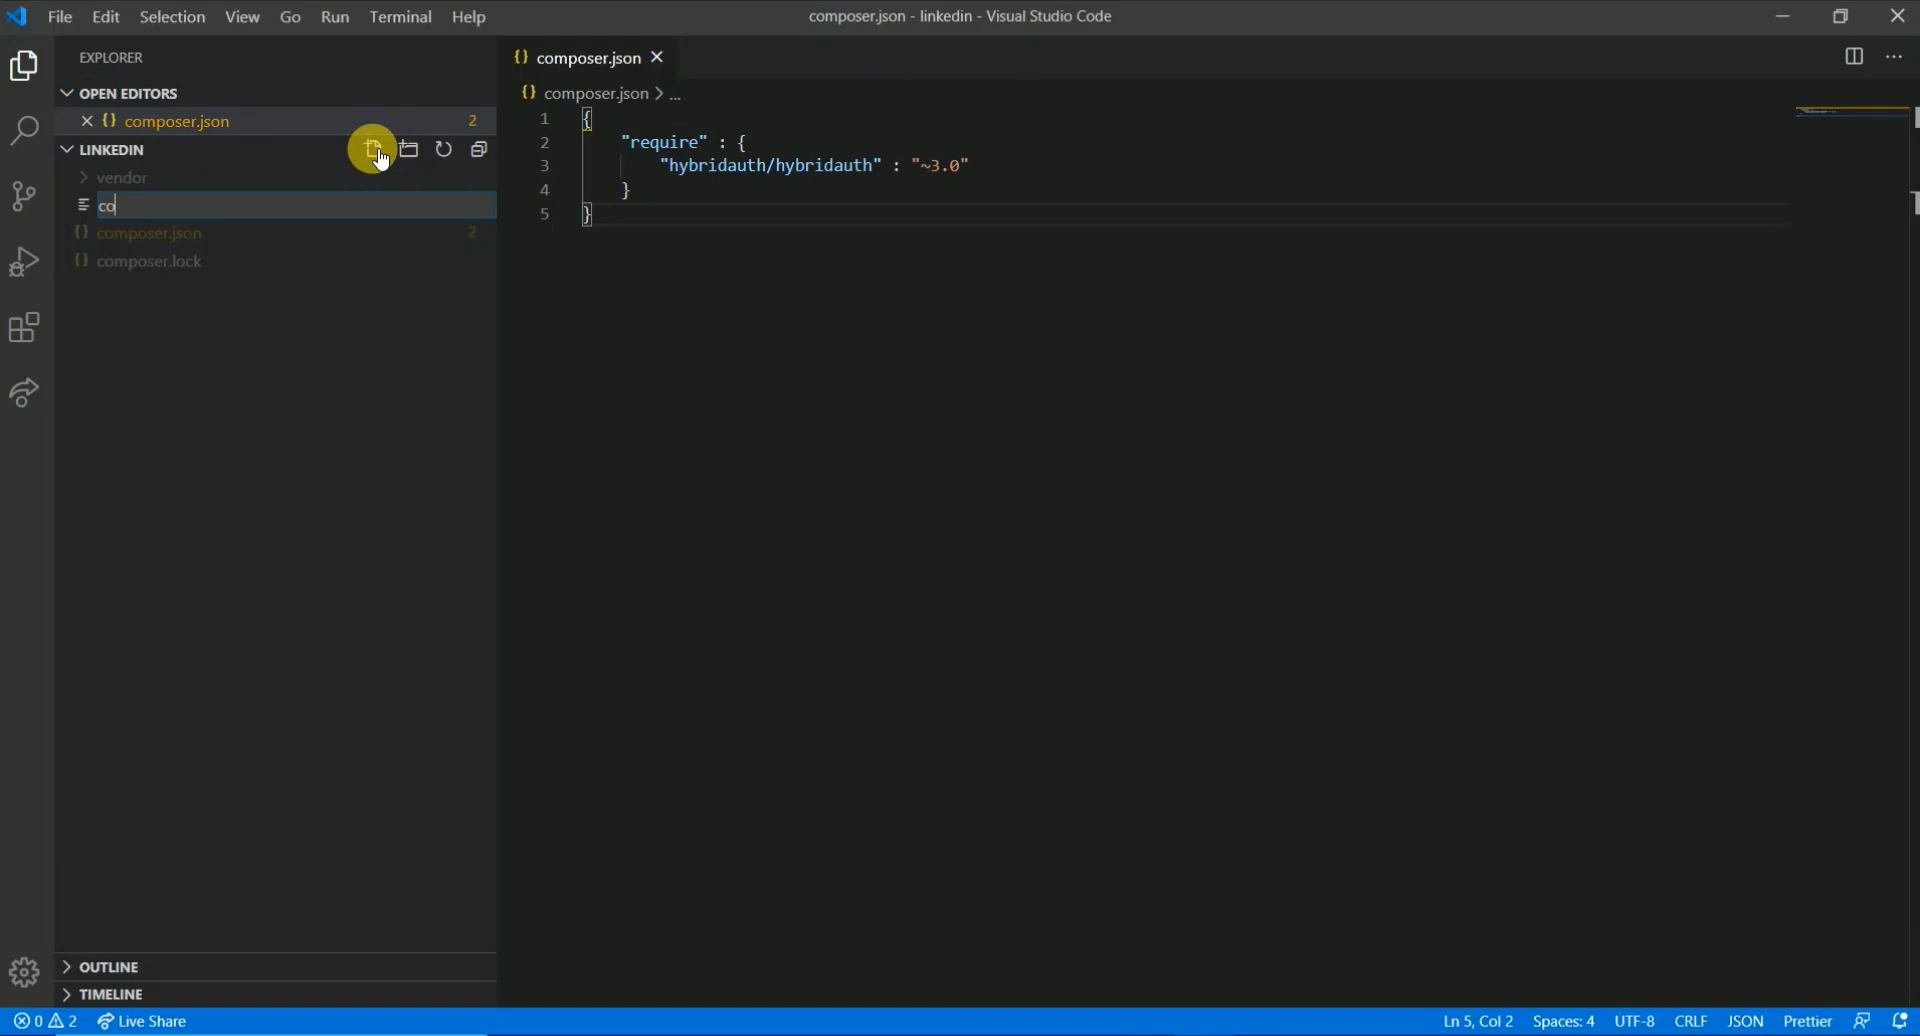 File Edit Selection View Go Run Terminal Help
composer.json - linkedin - Visual Studio Code
EXPLORER
OPEN EDITORS
composer.json 2
LINKEDIN
vendor
co
composer.json 2
composer.lock
OUTLINE
TIMELINE
composer.json
composer.json > ...
1 {
2 "require" : {
3 "hybridauth/hybridauth" : "~3.0"
4 }
5 }
0 2 Live Share
Ln 5, Col 2 Spaces: 4 UTF-8 CRLF JSON Prettier